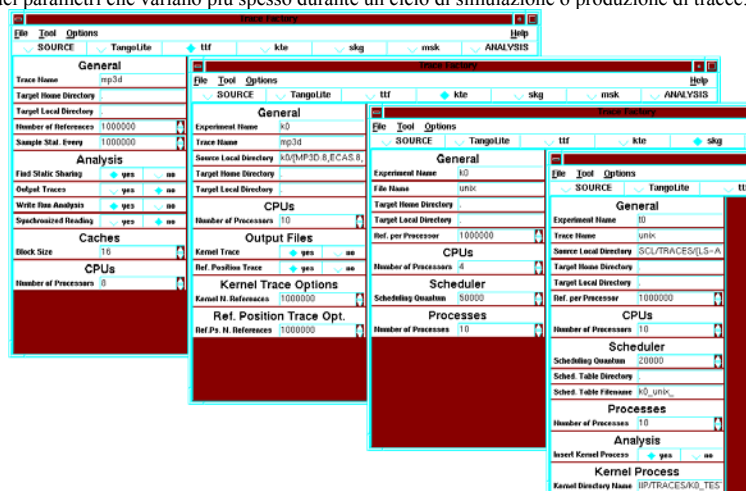 dei parametri che variano più spesso durante un ciclo di simulazione o produzione di tracce.
Trace Factory
File Tool Options Help
SOURCE TangoLite ttf kte skg msk ANALYSIS
General
Trace Name mp3d
Target Home Directory .
Target Local Directory .
Number of References 1000000
Sample Stat. Every 1000000
Analysis
Find Static Sharing yes no
Output Traces yes no
Write Run Analysis yes no
Synchronized Reading yes no
Caches
Block Size 16
CPUs
Number of Processors 8
Trace Factory
File Tool Options Help
SOURCE TangoLite ttf kte skg msk ANALYSIS
General
Experiment Name k0
Trace Name mp3d
Source Local Directory k0/[MP3D.8,ECAS.8,
Target Home Directory .
Target Local Directory .
CPUs
Number of Processors 10
Output Files
Kernel Trace yes no
Ref. Position Trace yes no
Kernel Trace Options
Kernel N. References 1000000
Ref. Position Trace Opt.
Ref.Ps. N. References 1000000
Trace Factory
File Tool Options
SOURCE TangoLite ttf kte skg
General
Experiment Name k0
File Name unix
Target Home Directory .
Target Local Directory .
Ref. per Processor 1000000
CPUs
Number of Processors 4
Scheduler
Scheduling Quantum 50000
Processes
Number of Processes 10
File Tool Options
SOURCE TangoLite
General
Experiment Name t0
Trace Name unix
Source Local Directory SCL/TRACES/[LS-A
Target Home Directory .
Target Local Directory .
Ref. per Processor 1000000
CPUs
Number of Processors 10
Scheduler
Scheduling Quantum 20000
Sched. Table Directory .
Sched. Table Filename k0_unix_
Processes
Number of Processes 10
Analysis
Insert Kernel Process yes no
Kernel Process
Kernel Directory Name IIP/TRACES/K0_TES